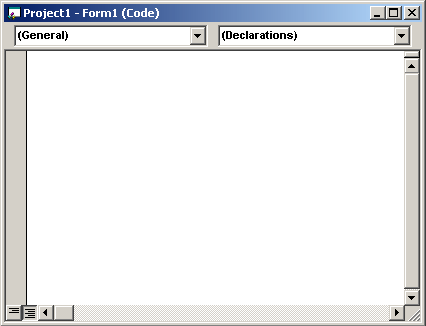 Project1 - Form1 (Code)
(General) (Declarations)